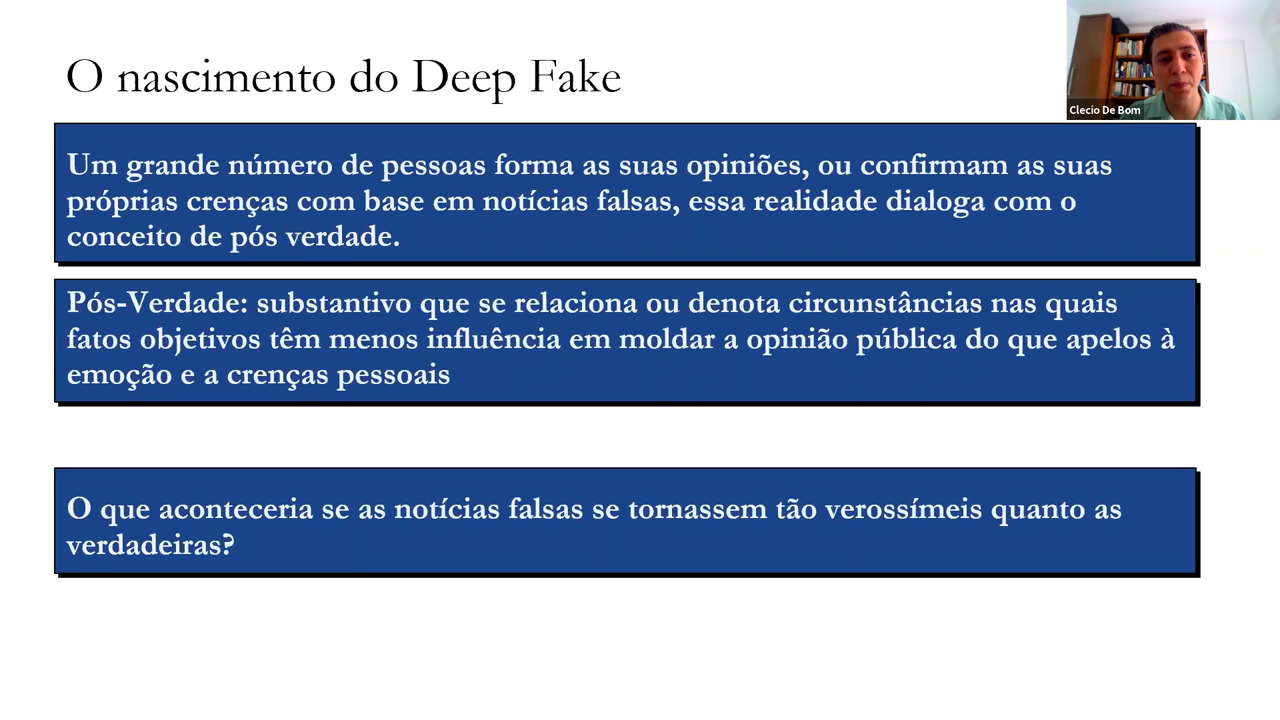 O nascimento do Deep Fake
Clecio De Bom
Um grande número de pessoas forma as suas opiniões, ou confirmam as suas
próprias crenças com base em notícias falsas, essa realidade dialoga com o
conceito de pós verdade.
Pós-Verdade: substantivo que se relaciona ou denota circunstâncias nas quais
fatos objetivos têm menos influência em moldar a opinião pública do que apelos à
emoção e a crenças pessoais
O que aconteceria se as notícias falsas se tornassem tão verossímeis quanto as
verdadeiras?